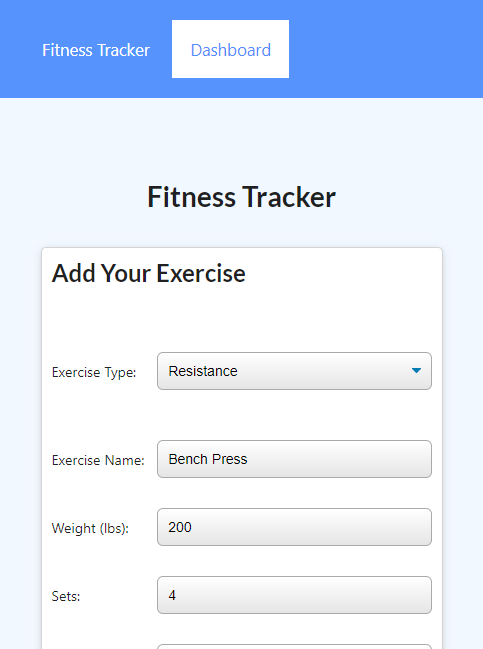 Fitness Tracker Dashboard
Fitness Tracker
Add Your Exercise
Exercise Type: Resistance
Exercise Name: Bench Press
Weight (lbs): 200
Sets: 4